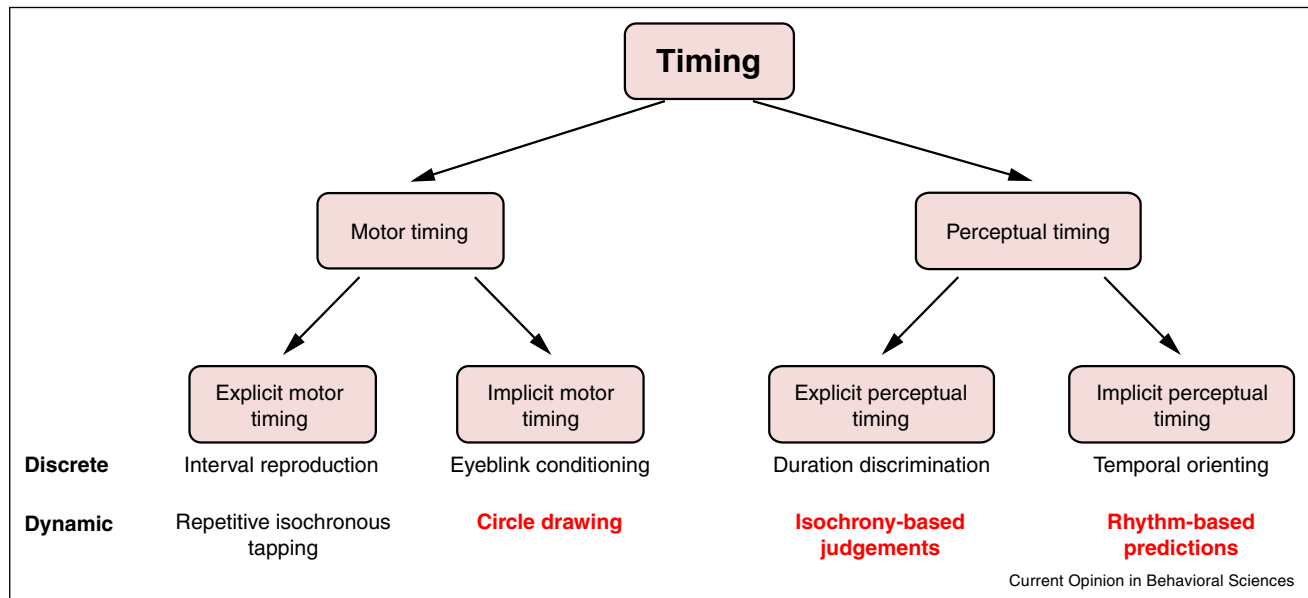 Timing
Motor timing
Perceptual timing
Explicit motor
timing
Implicit motor
timing
Explicit perceptual
timing
Implicit perceptual
timing
Discrete
Interval reproduction
Eyeblink conditioning
Duration discrimination
Temporal orienting
Dynamic
Repetitive isochronous
tapping
Circle drawing
Isochrony-based
judgements
Rhythm-based
predictions
Current Opinion in Behavioral Sciences